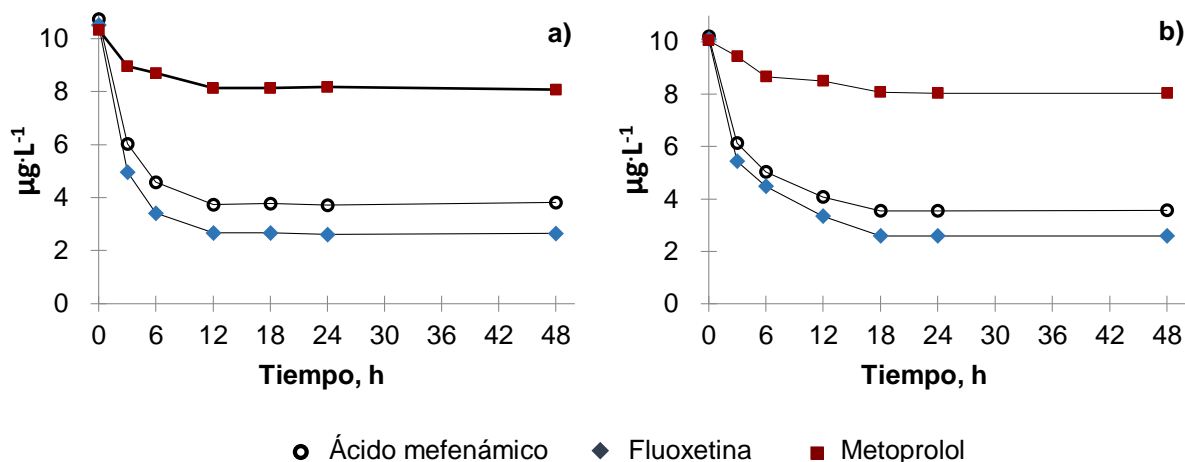 a)
µg·L⁻¹
10
8
6
4
2
0
0 6 12 18 24 30 36 42 48
Tiempo, h
b)
µg·L⁻¹
10
8
6
4
2
0
0 6 12 18 24 30 36 42 48
Tiempo, h
Ácido mefenámico Fluoxetina Metoprolol